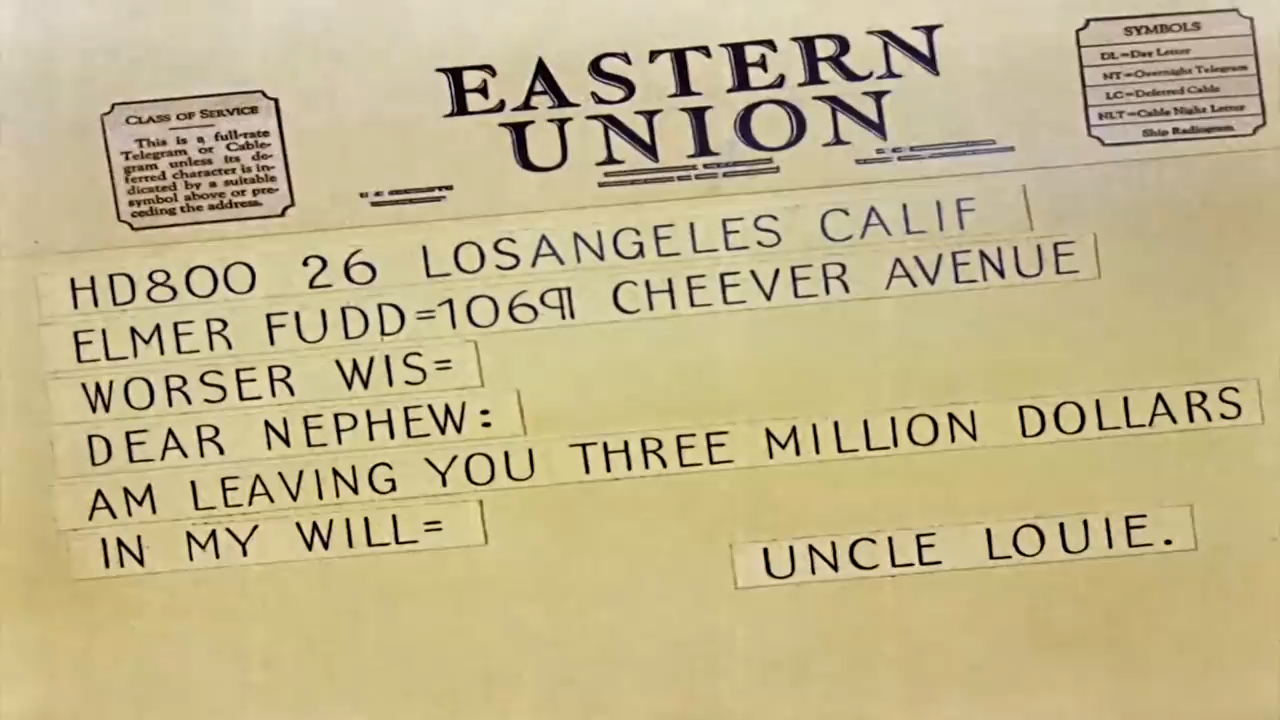 EASTERN
UNION
CLASS OF SERVICE
This is a full-rate
Telegram or Cable-
gram unless its de-
ferred character is in-
dicated by a suitable
symbol above or pre-
ceding the address.
SYMBOLS
DL=Day Letter
NT=Overnight Telegram
LC=Deferred Cable
NLT=Cable Night Letter
Ship Radiogram
HD800 26 LOSANGELES CALIF
ELMER FUDD=106¶ CHEEVER AVENUE
WORSER WIS=
DEAR NEPHEW:
AM LEAVING YOU THREE MILLION DOLLARS
IN MY WILL=
UNCLE LOUIE.